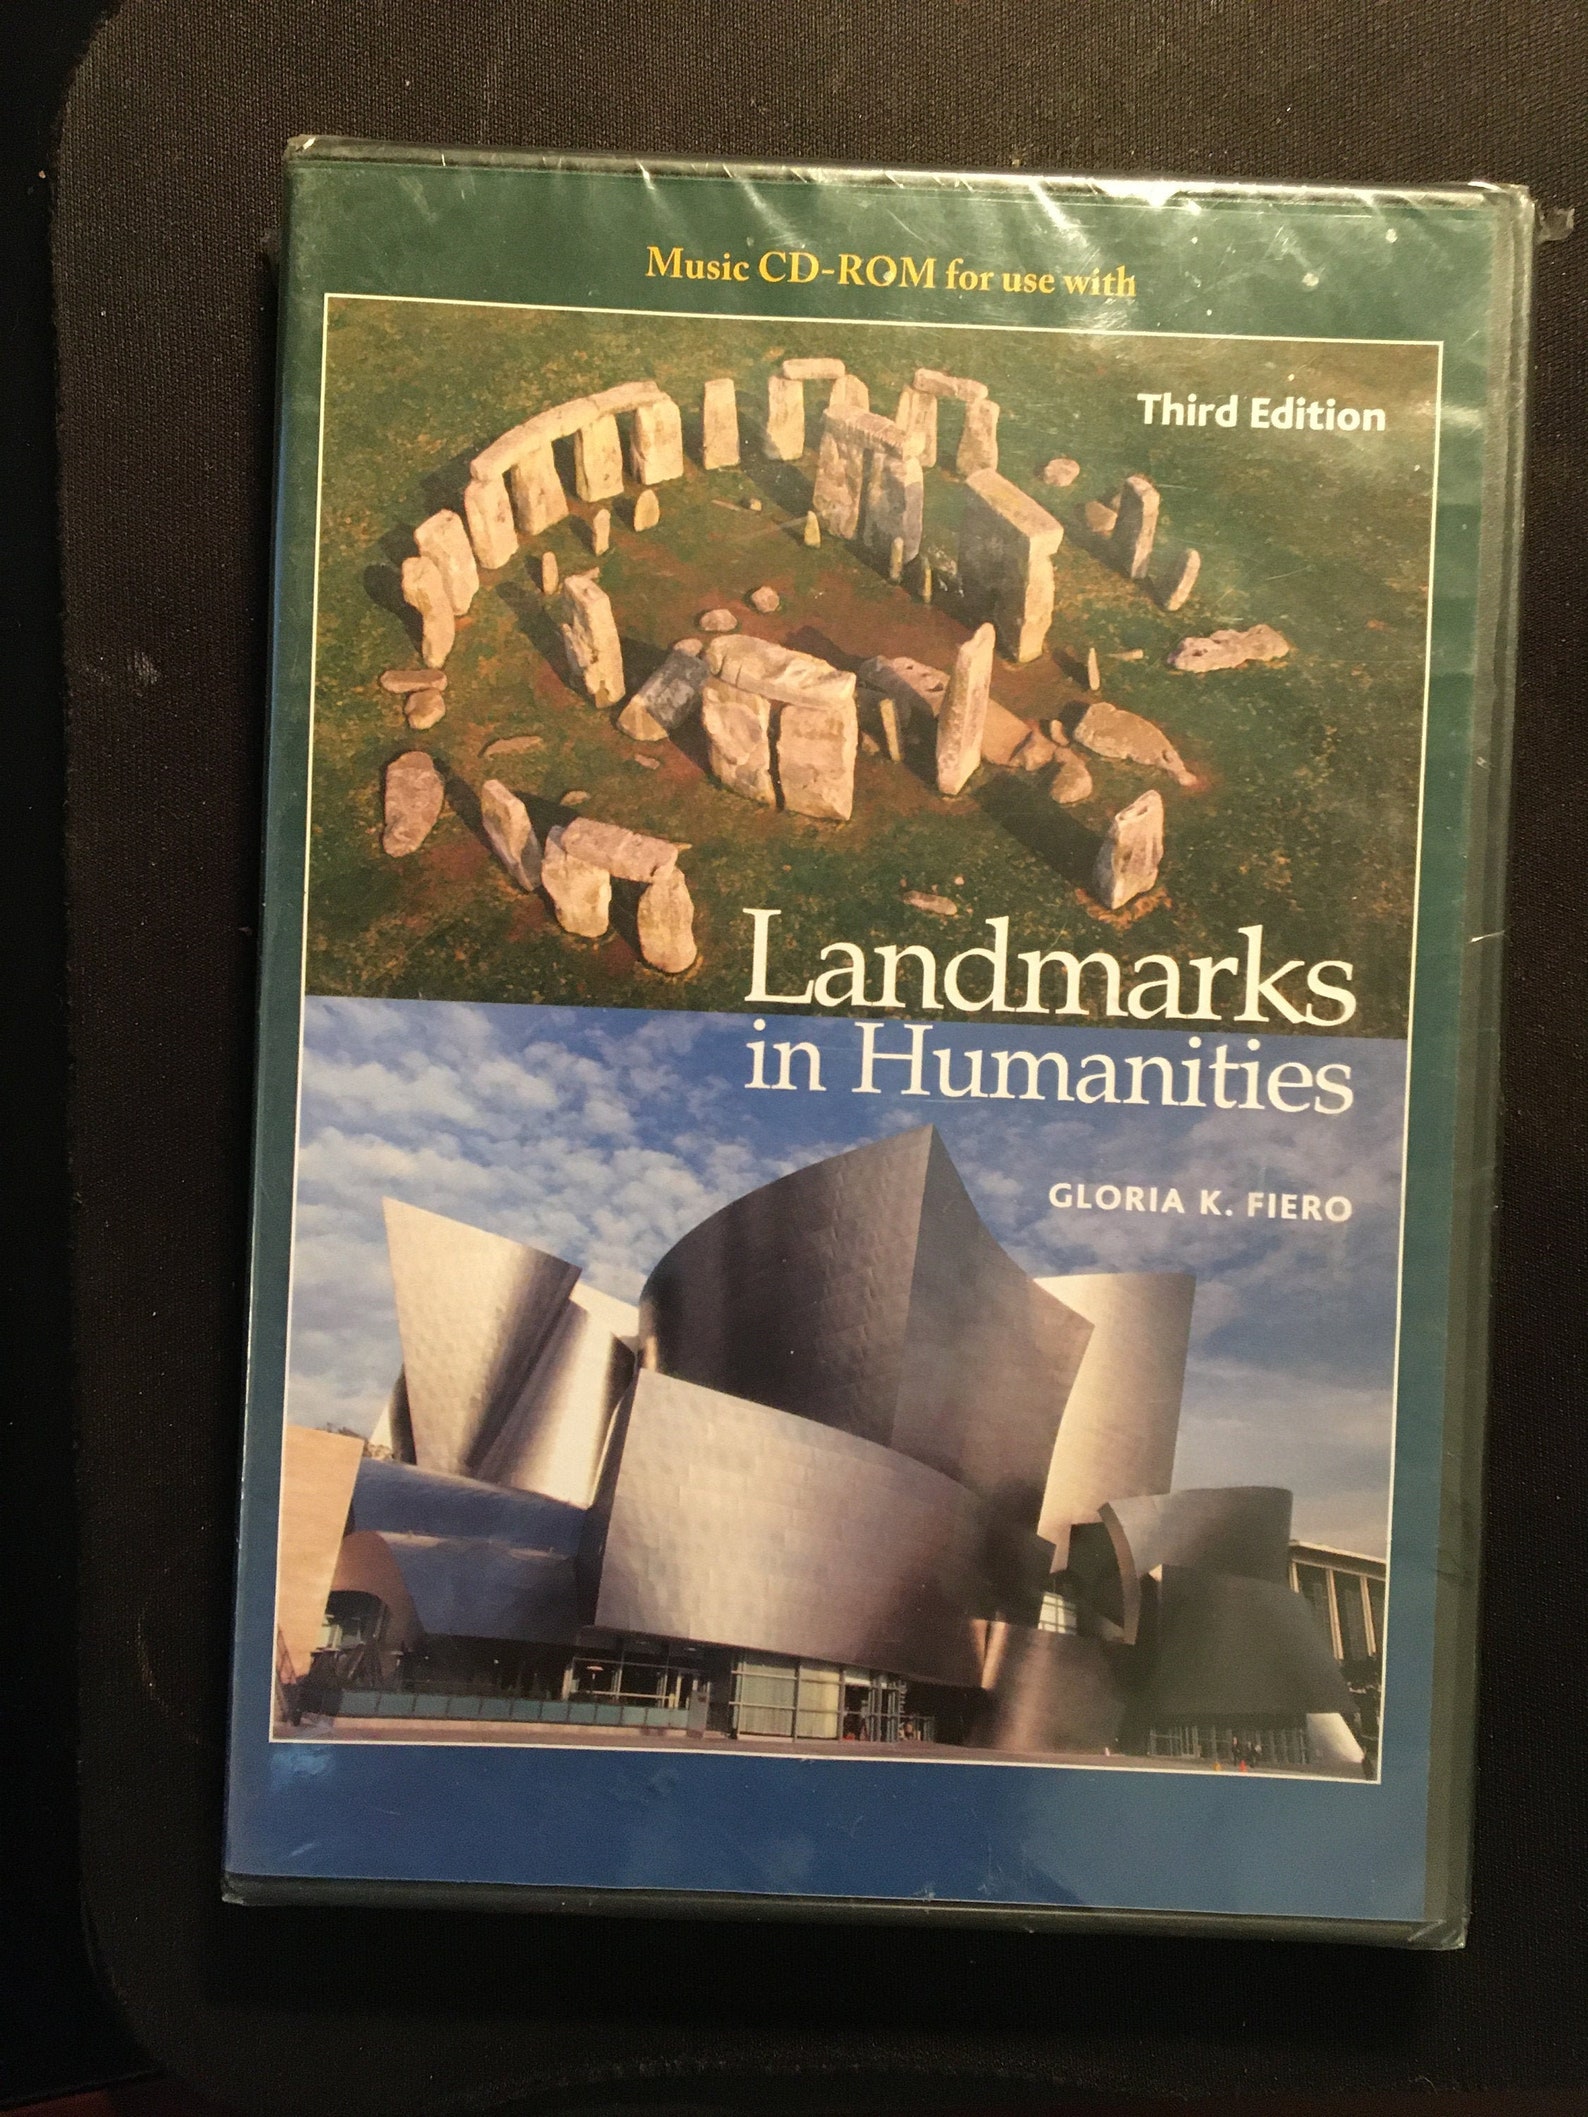 Music CD-ROM for use with
Third Edition
Landmarks
in Humanities
GLORIA K. FIERO